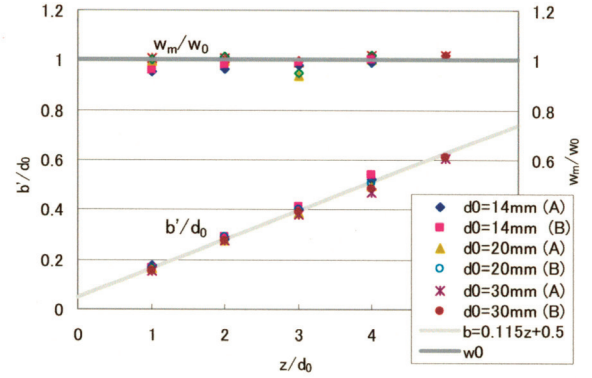 1.2
1
0.8
0.6
0.4
0.2
0
b'/d0
wm/w0
b'/d0
1.2
1
0.8
0.6
wm/w0
0 1 2 3 4
z/d0
d0=14mm (A)
d0=14mm (B)
d0=20mm (A)
d0=20mm (B)
d0=30mm (A)
d0=30mm (B)
b=0.115z+0.5
w0